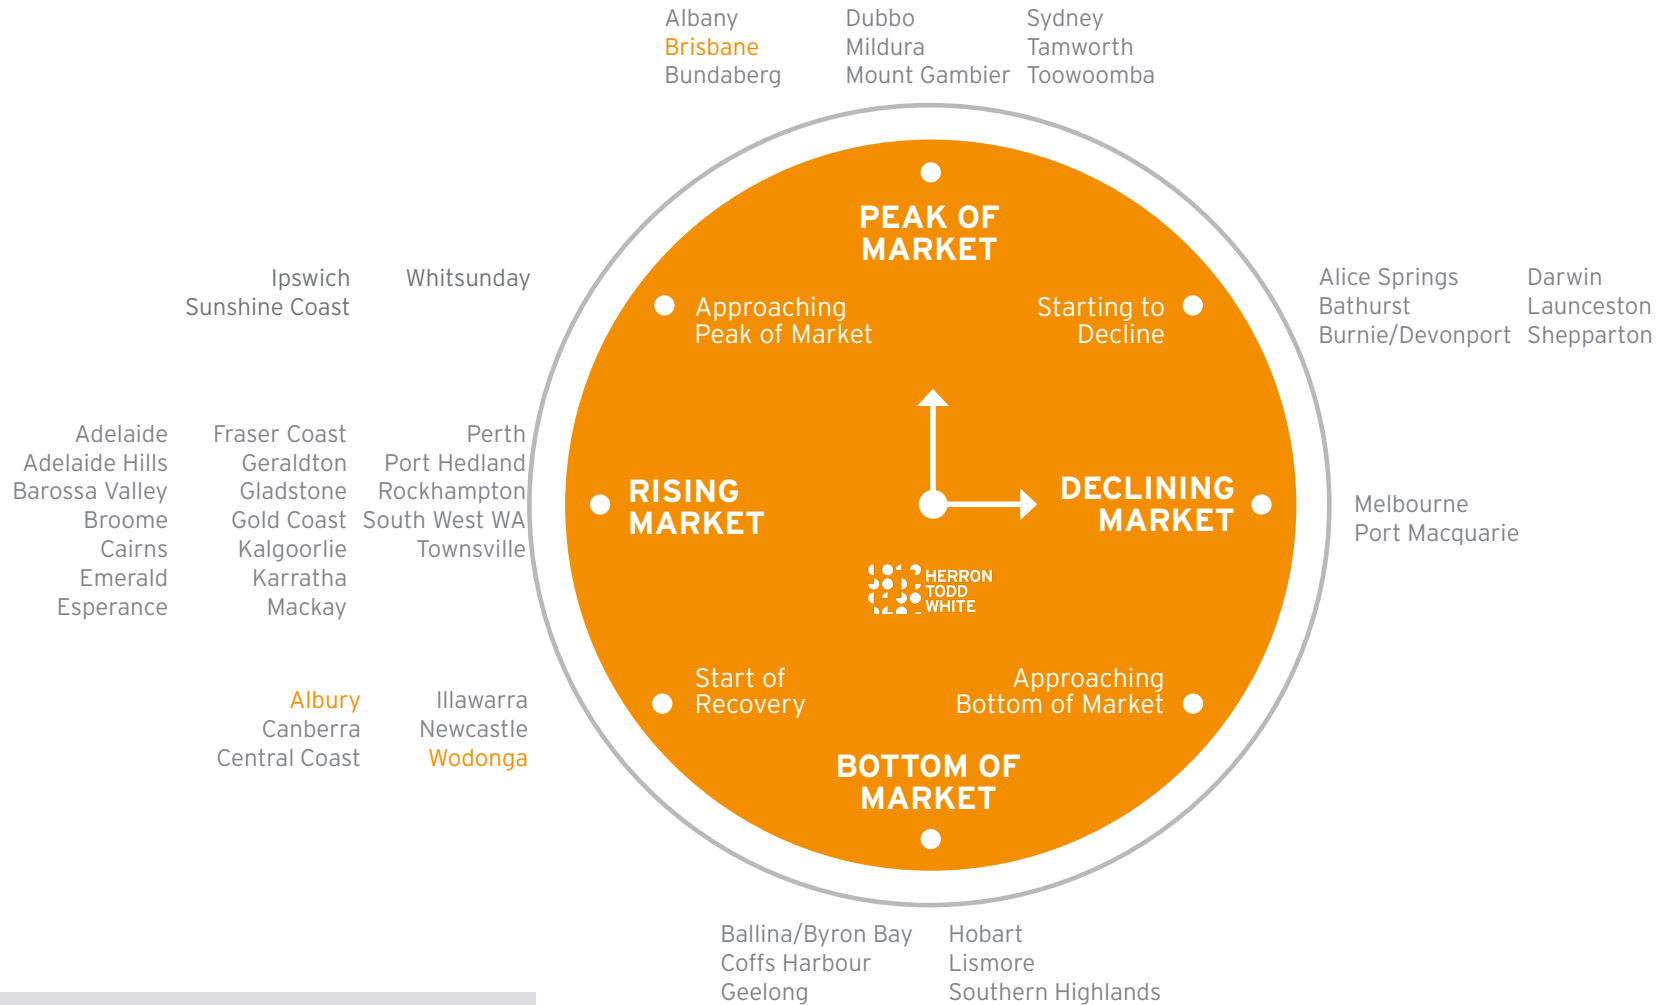 Albany
Brisbane
Bundaberg
Dubbo
Mildura
Mount Gambier
Sydney
Tamworth
Toowoomba
PEAK OF
MARKET
Ipswich
Sunshine Coast
Whitsunday
Approaching
Peak of Market
Starting to
Decline
Alice Springs
Bathurst
Burnie/Devonport
Darwin
Launceston
Shepparton
Adelaide
Adelaide Hills
Barossa Valley
Broome
Cairns
Emerald
Esperance
Fraser Coast
Geraldton
Gladstone
Gold Coast
Kalgoorlie
Karratha
Mackay
Perth
Port Hedland
Rockhampton
South West WA
Townsville
RISING
MARKET
DECLINING
MARKET
Melbourne
Port Macquarie
HERRON
TODD
WHITE
Albury
Canberra
Central Coast
Illawarra
Newcastle
Wodonga
Start of
Recovery
Approaching
Bottom of Market
BOTTOM OF
MARKET
Ballina/Byron Bay
Coffs Harbour
Geelong
Hobart
Lismore
Southern Highlands